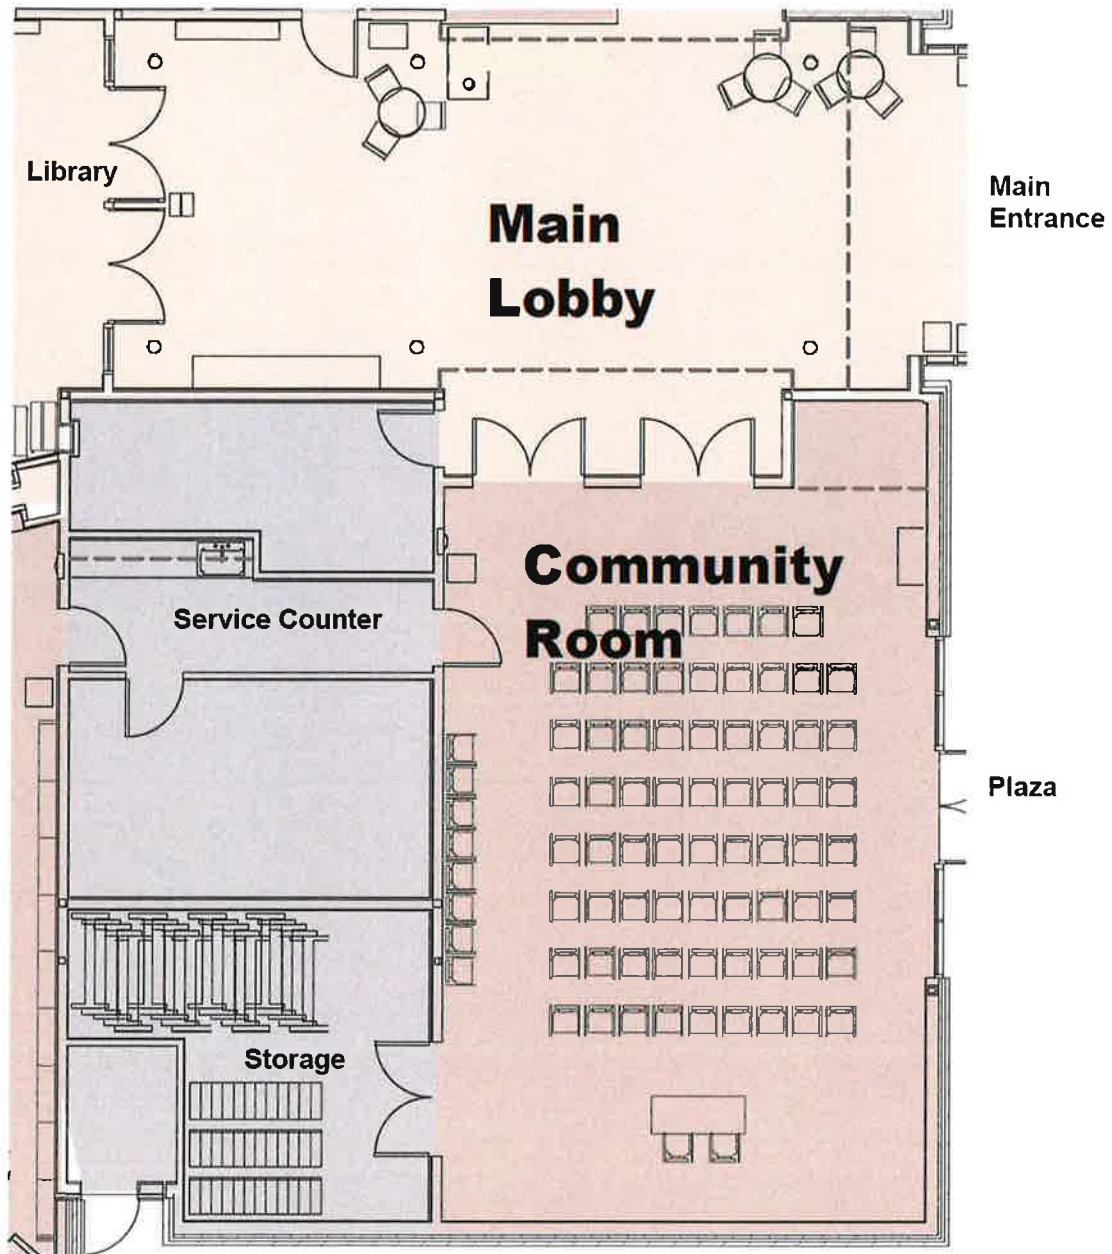 Library
Main
Lobby
Main
Entrance
Community
Room
Service Counter
Plaza
Storage